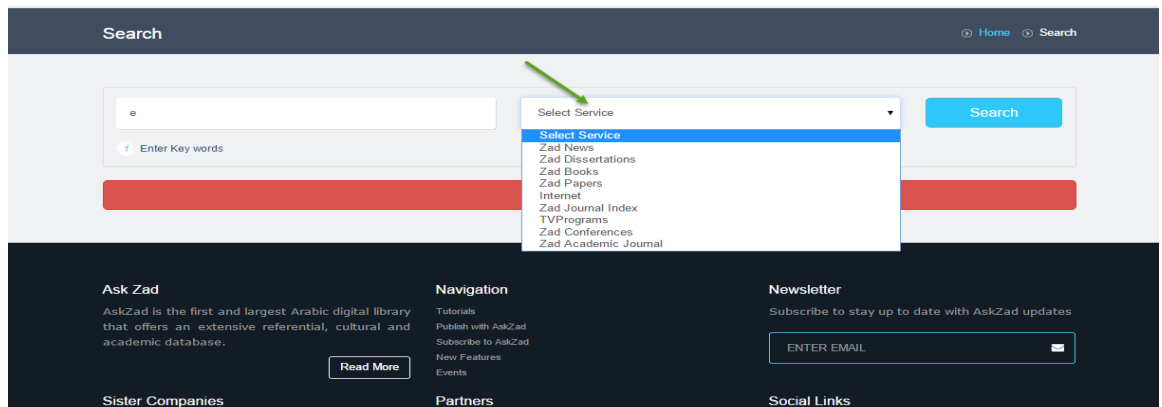 Search
Home Search
e
Select Service
Search
Enter Key words
Select Service
Zad News
Zad Dissertations
Zad Books
Zad Papers
Internet
Zad Journal Index
TVPrograms
Zad Conferences
Zad Academic Journal
Ask Zad
AskZad is the first and largest Arabic digital library
that offers an extensive referential, cultural and
academic database.
Read More
Navigation
Tutorials
Publish with AskZad
Subscribe to AskZad
New Features
Events
Newsletter
Subscribe to stay up to date with AskZad updates
ENTER EMAIL
Sister Companies
Partners
Social Links